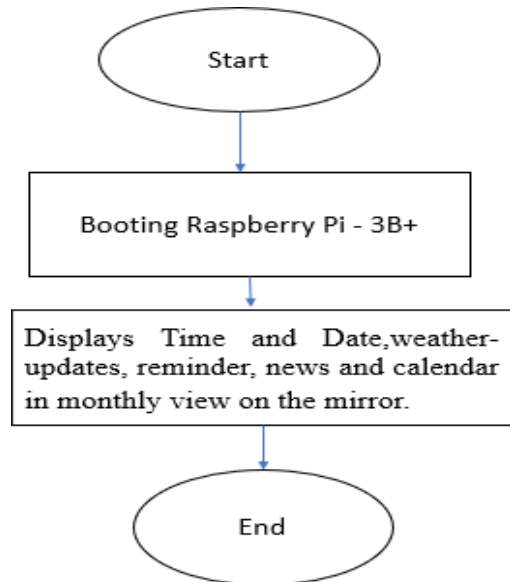 Start
Booting Raspberry Pi - 3B+
Displays Time and Date,weather-
updates, reminder, news and calendar
in monthly view on the mirror.
End